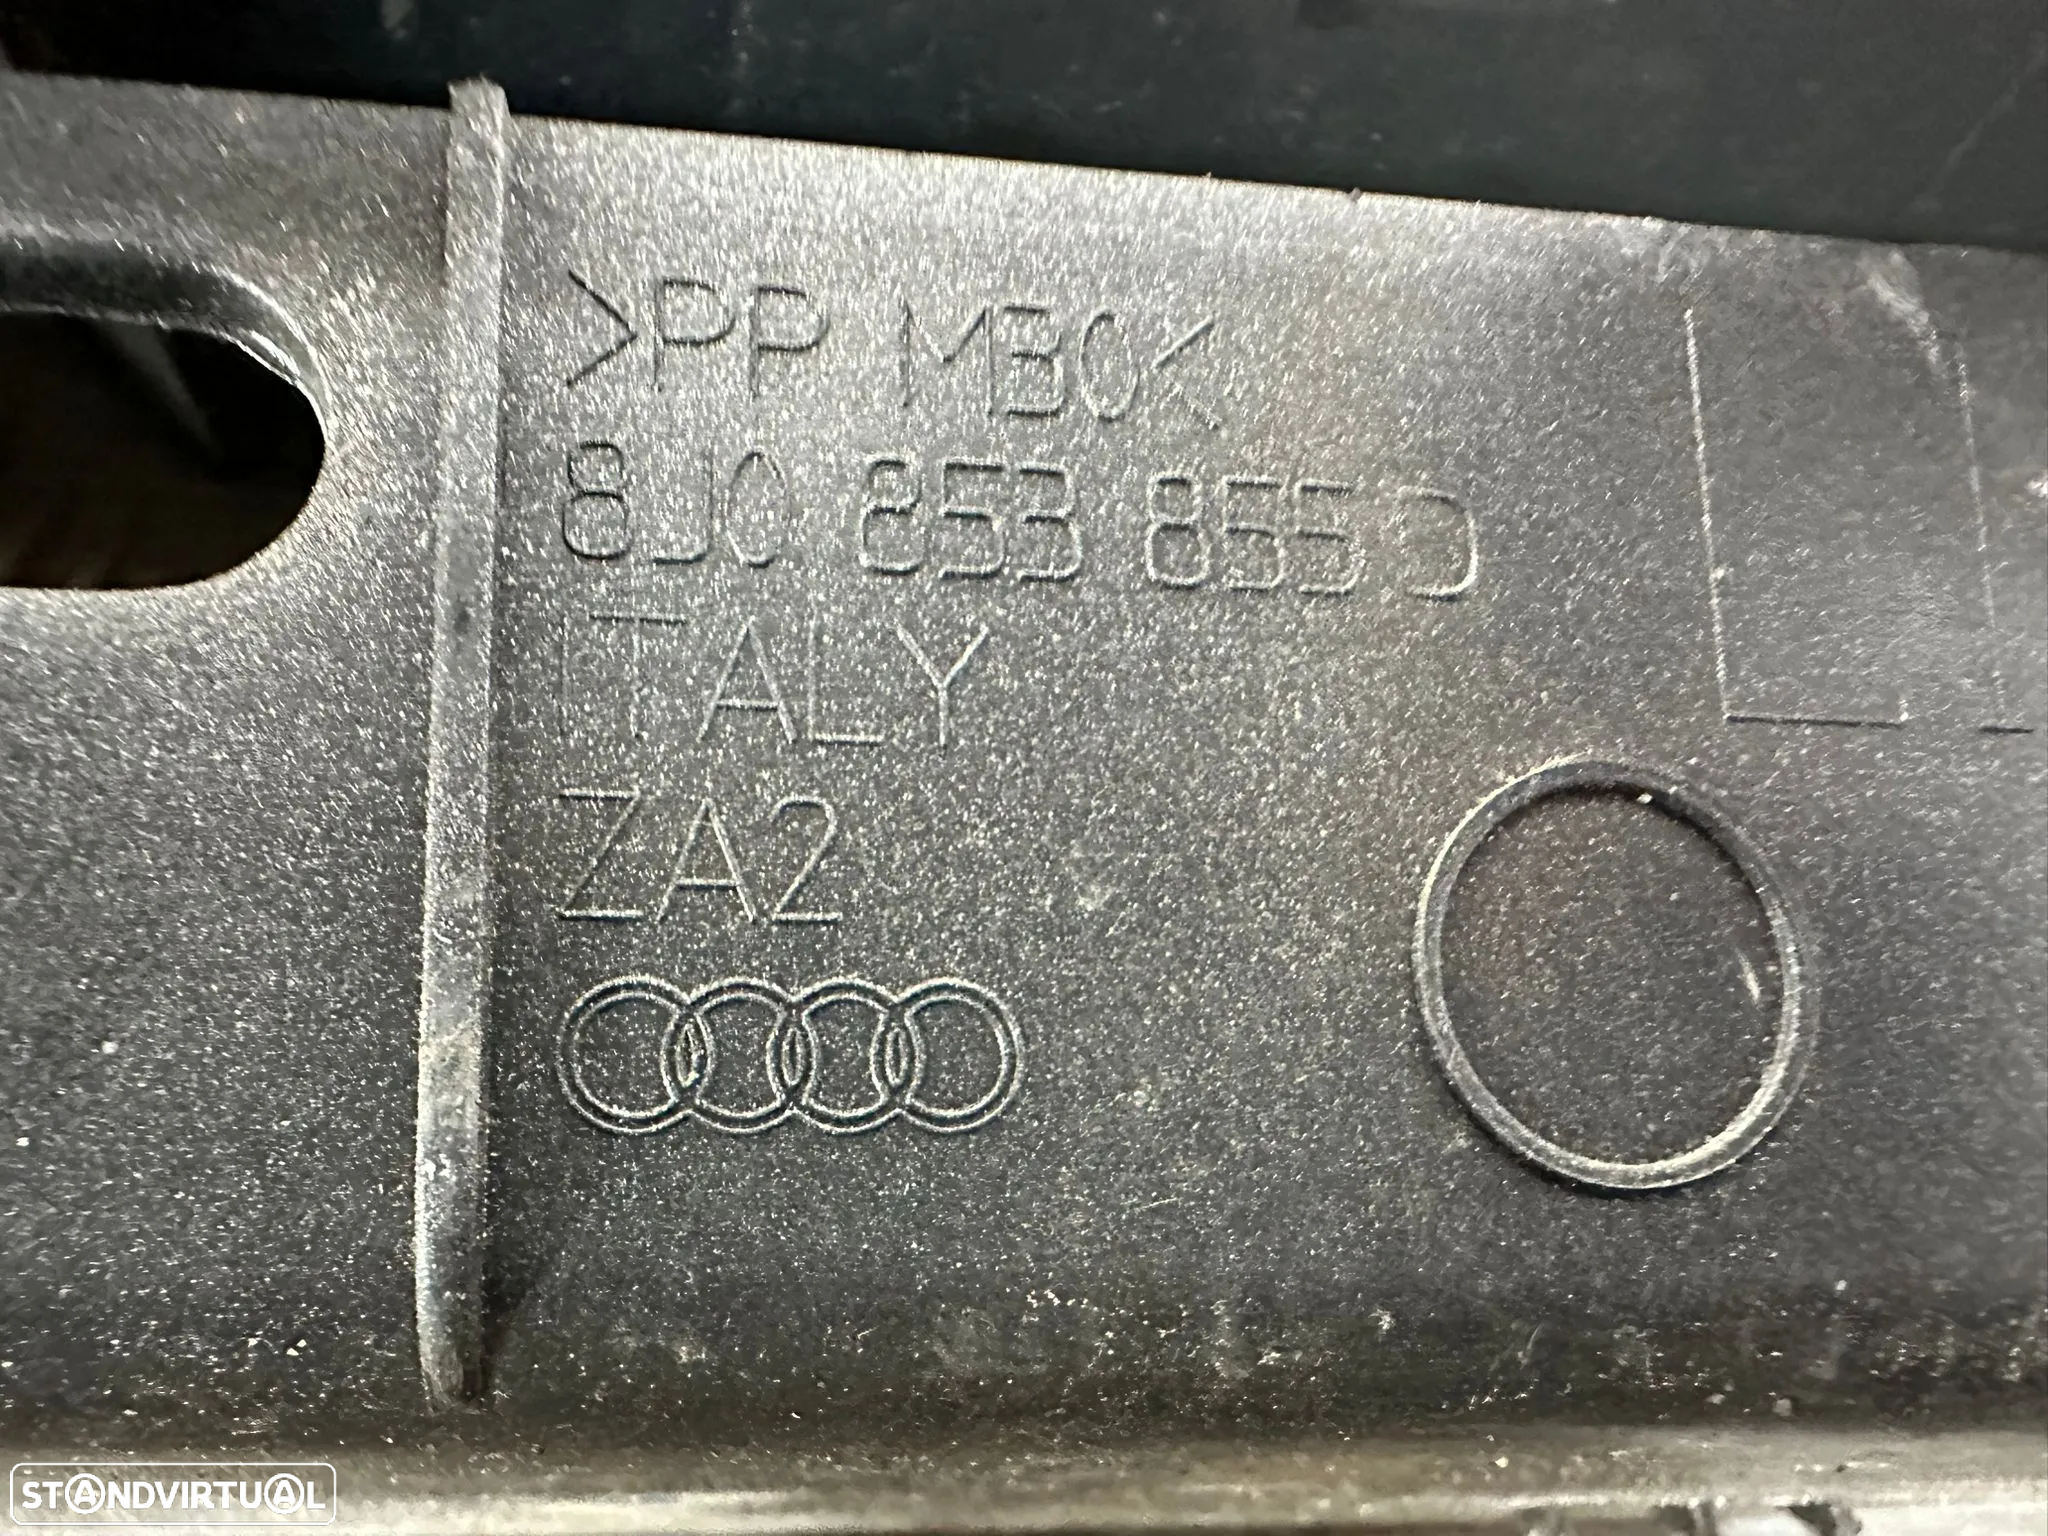 >PP M30<
8J0 853 855 D
ITALY
ZA2
STANDVIRTUAL